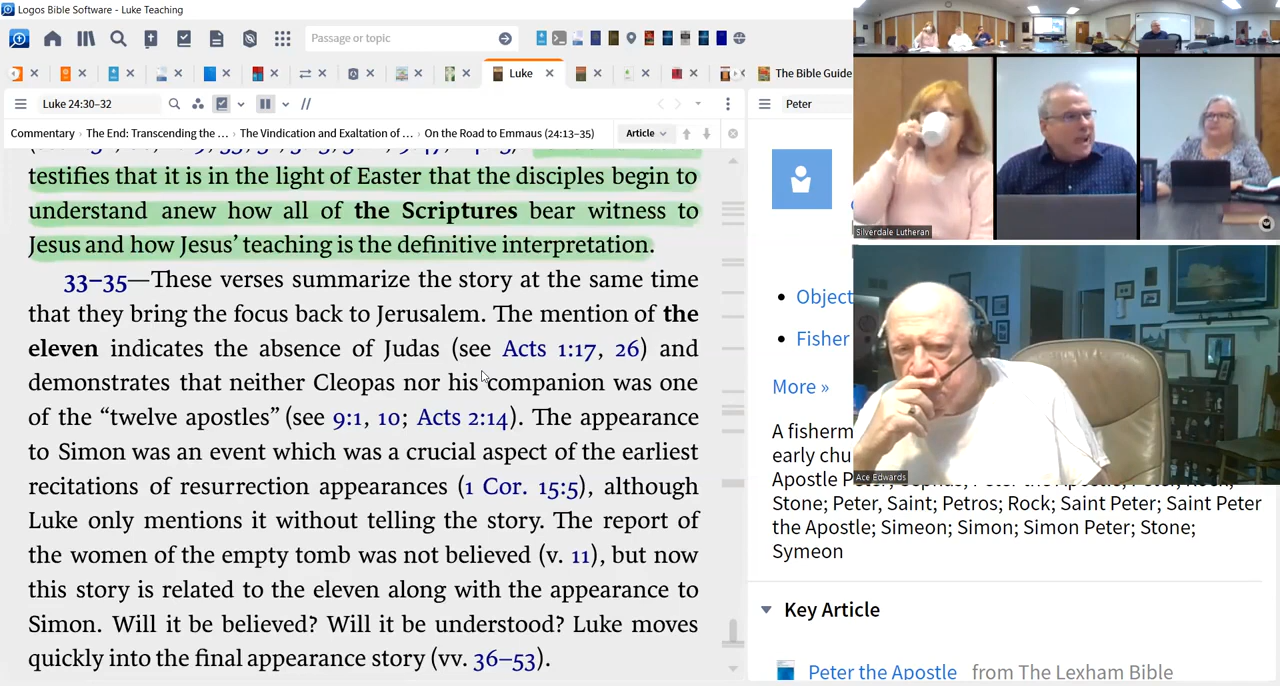 Logos Bible Software - Luke Teaching
Passage or topic
Luke
The Bible Guide
Luke 24:30–32
Peter
Commentary › The End: Transcending the ... › The Vindication and Exaltation of ... › On the Road to Emmaus (24:13–35)
Article
testifies that it is in the light of Easter that the disciples begin to
understand anew how all of the Scriptures bear witness to
Jesus and how Jesus’ teaching is the definitive interpretation.
33–35—These verses summarize the story at the same time
that they bring the focus back to Jerusalem. The mention of the
eleven indicates the absence of Judas (see Acts 1:17, 26) and
demonstrates that neither Cleopas nor his companion was one
of the “twelve apostles” (see 9:1, 10; Acts 2:14). The appearance
to Simon was an event which was a crucial aspect of the earliest
recitations of resurrection appearances (1 Cor. 15:5), although
Luke only mentions it without telling the story. The report of
the women of the empty tomb was not believed (v. 11), but now
this story is related to the eleven along with the appearance to
Simon. Will it be believed? Will it be understood? Luke moves
quickly into the final appearance story (vv. 36–53).
Silverdale Lutheran
Ace Edwards
• Object
• Fisher
More »
A fisherm
early chu
Apostle
Stone; Peter, Saint; Petros; Rock; Saint Peter; Saint Peter
the Apostle; Simeon; Simon; Simon Peter; Stone;
Symeon
Key Article
Peter the Apostle from The Lexham Bible